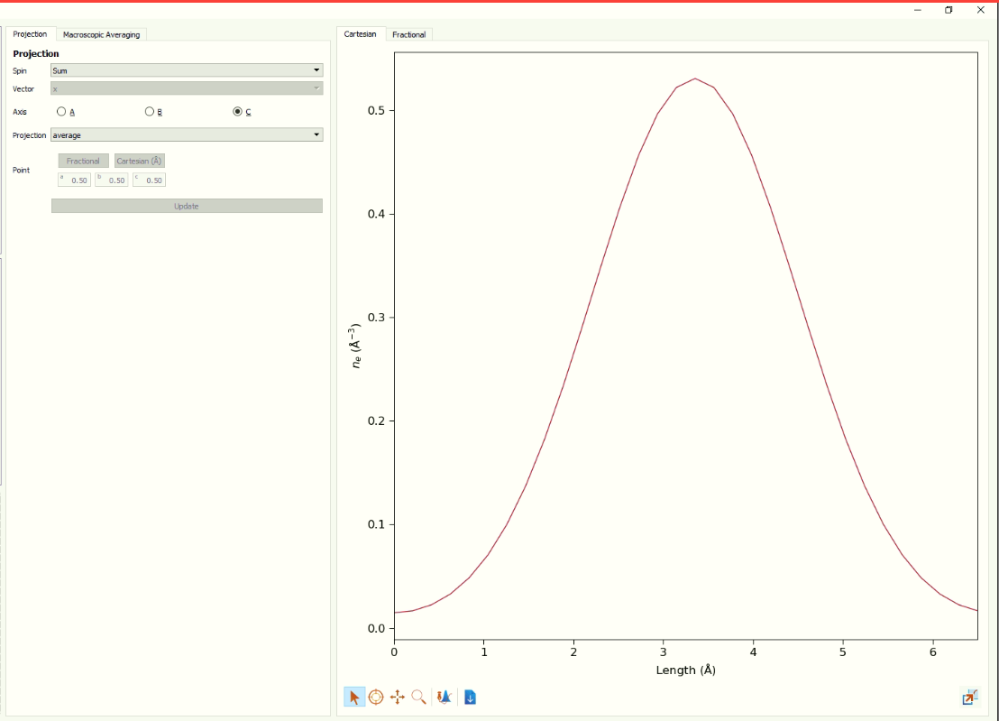 Projection
Macroscopic Averaging
Projection
Spin
Sum
Vector
x
Axis
A
B
C
Projection
average
Point
Fractional
Cartesian (Å)
a 0.50
b 0.50
c 0.50
Update
Cartesian
Fractional
0.5
0.4
0.3
0.2
0.1
0.0
nₑ (Å⁻³)
0 1 2 3 4 5 6
Length (Å)